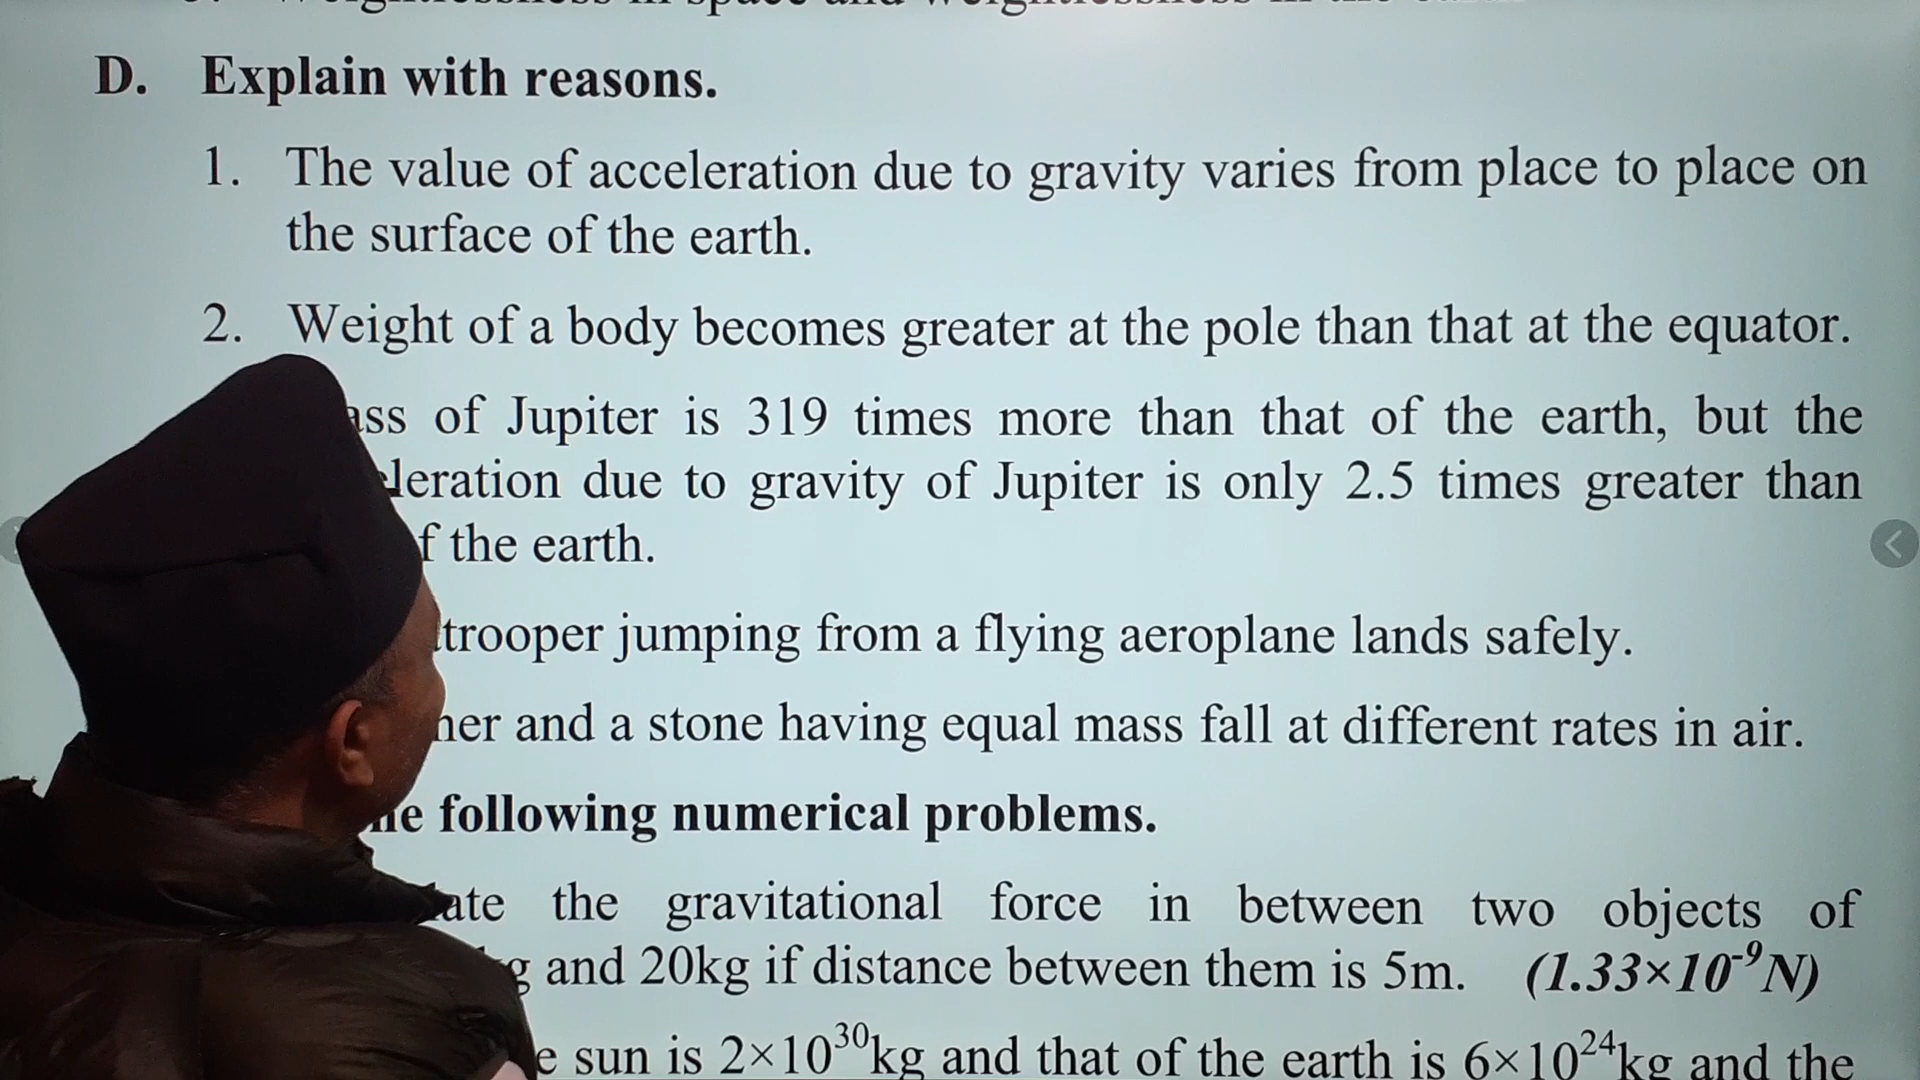 D. Explain with reasons.
1. The value of acceleration due to gravity varies from place to place on
the surface of the earth.
2. Weight of a body becomes greater at the pole than that at the equator.
of Jupiter is 319 times more than that of the earth, but the
due to gravity of Jupiter is only 2.5 times greater than
the earth.
jumping from a flying aeroplane lands safely.
and a stone having equal mass fall at different rates in air.
following numerical problems.
the gravitational force in between two objects of
and 20kg if distance between them is 5m. (1.33×10⁻⁹N)
sun is 2×10³⁰kg and that of the earth is 6×10²⁴kg and the